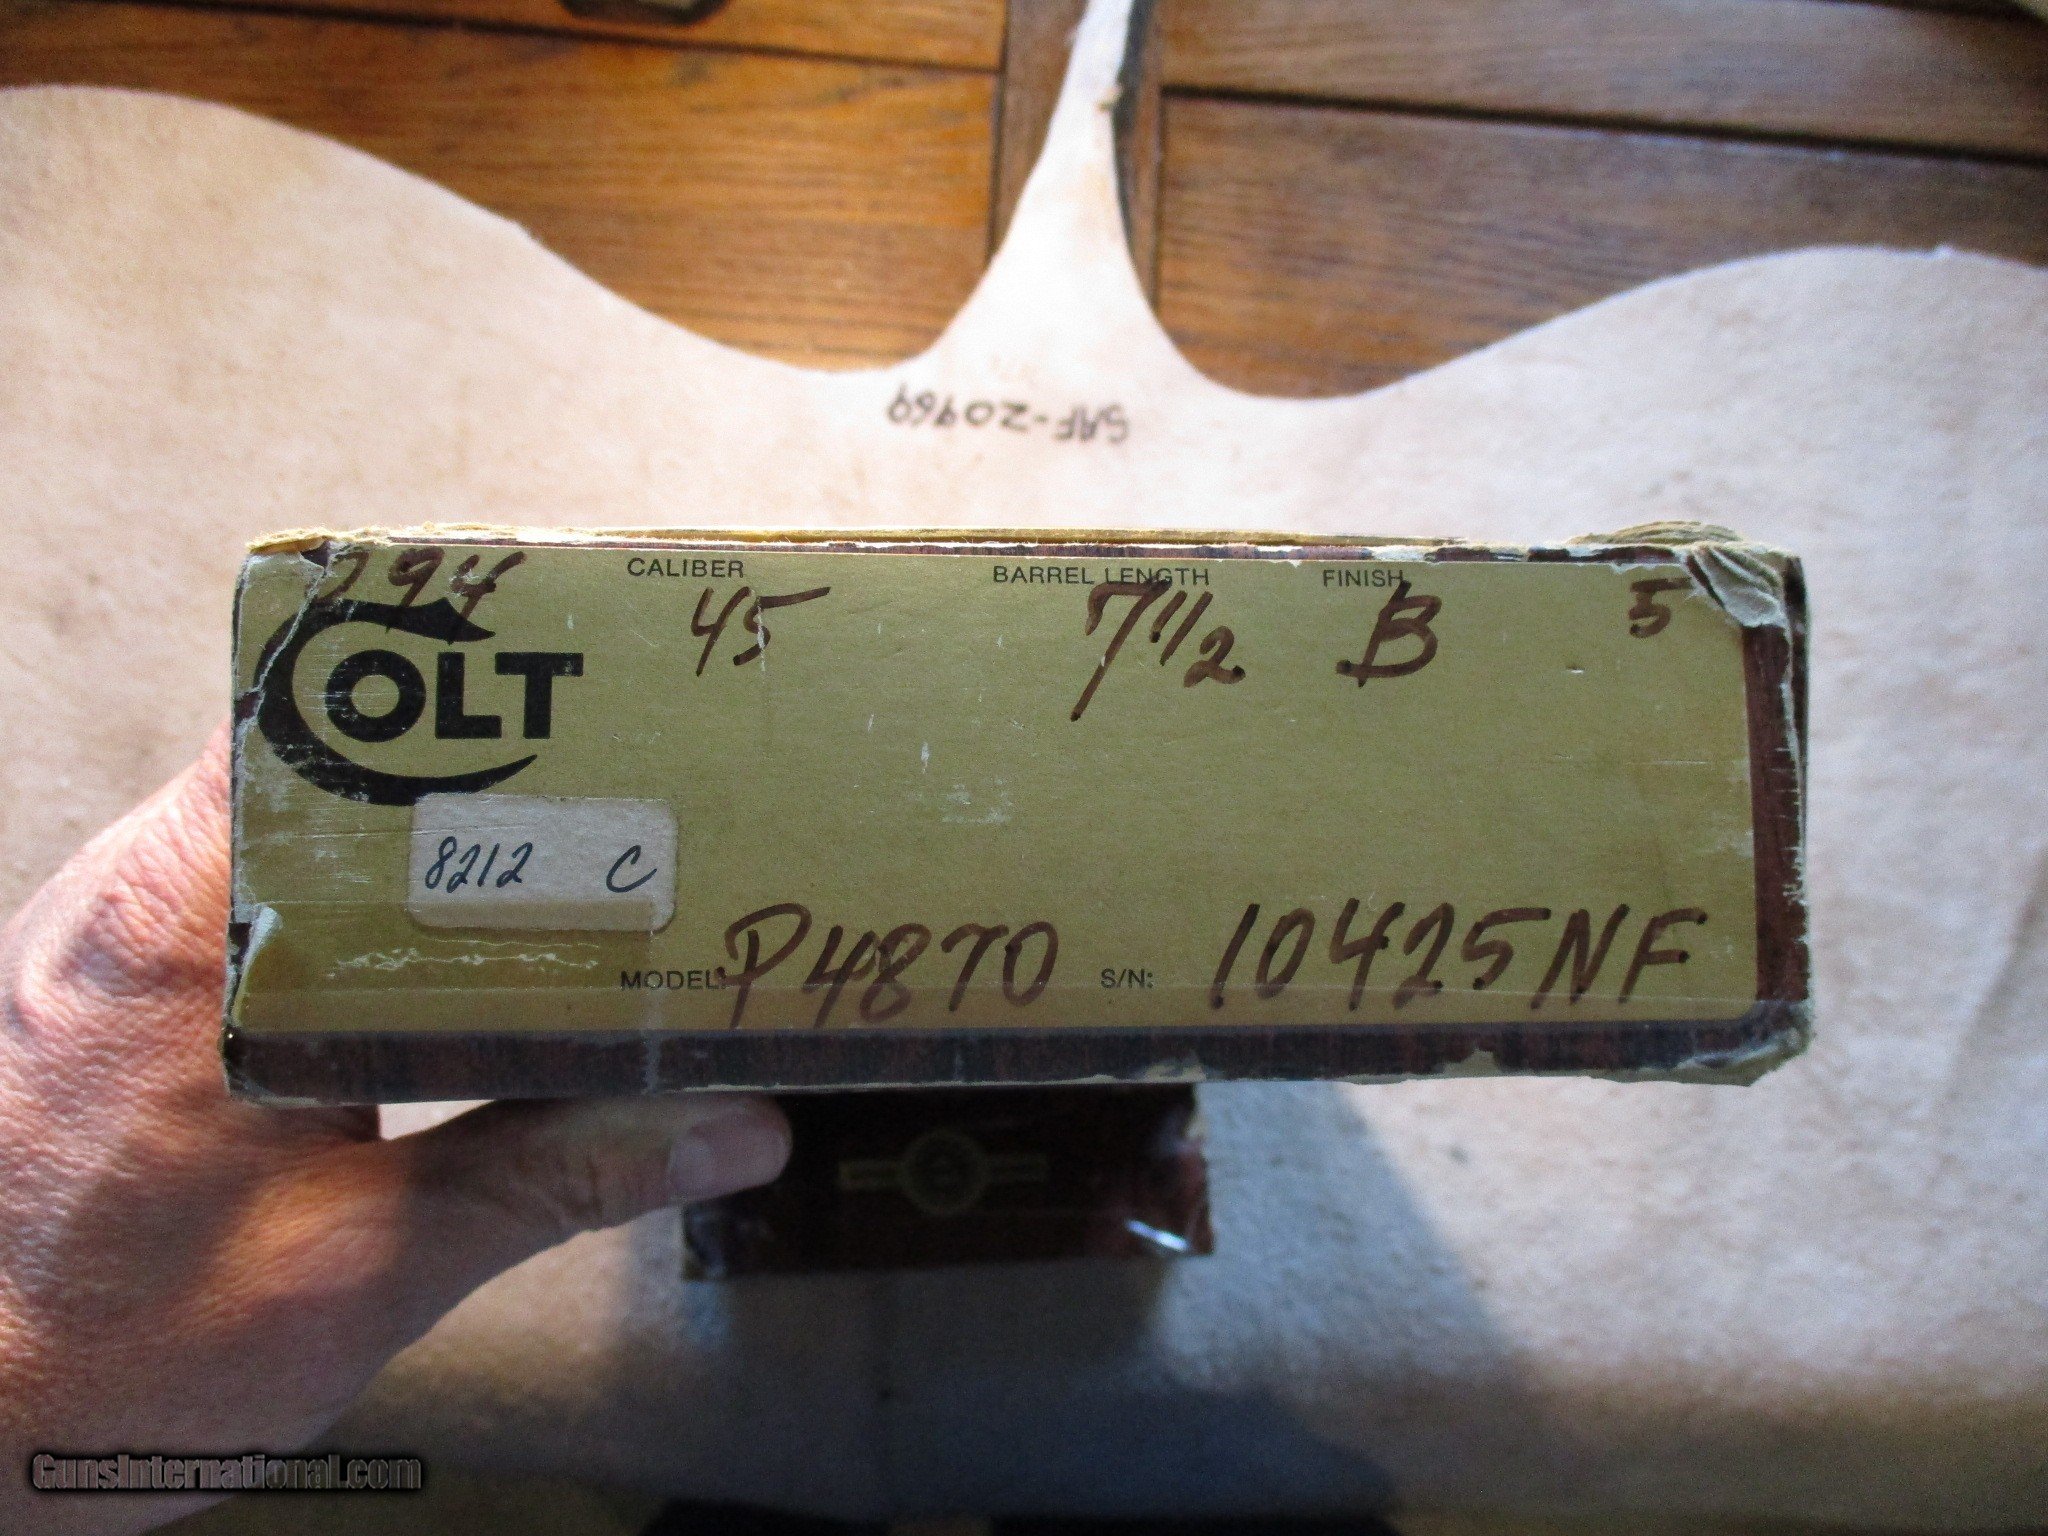 SAF-20969
294
CALIBER
45
BARREL LENGTH
7 1/2
FINISH
B
5
COLT
8212 C
MODEL: P4870
S/N: 10425NF
GunsInternational.com